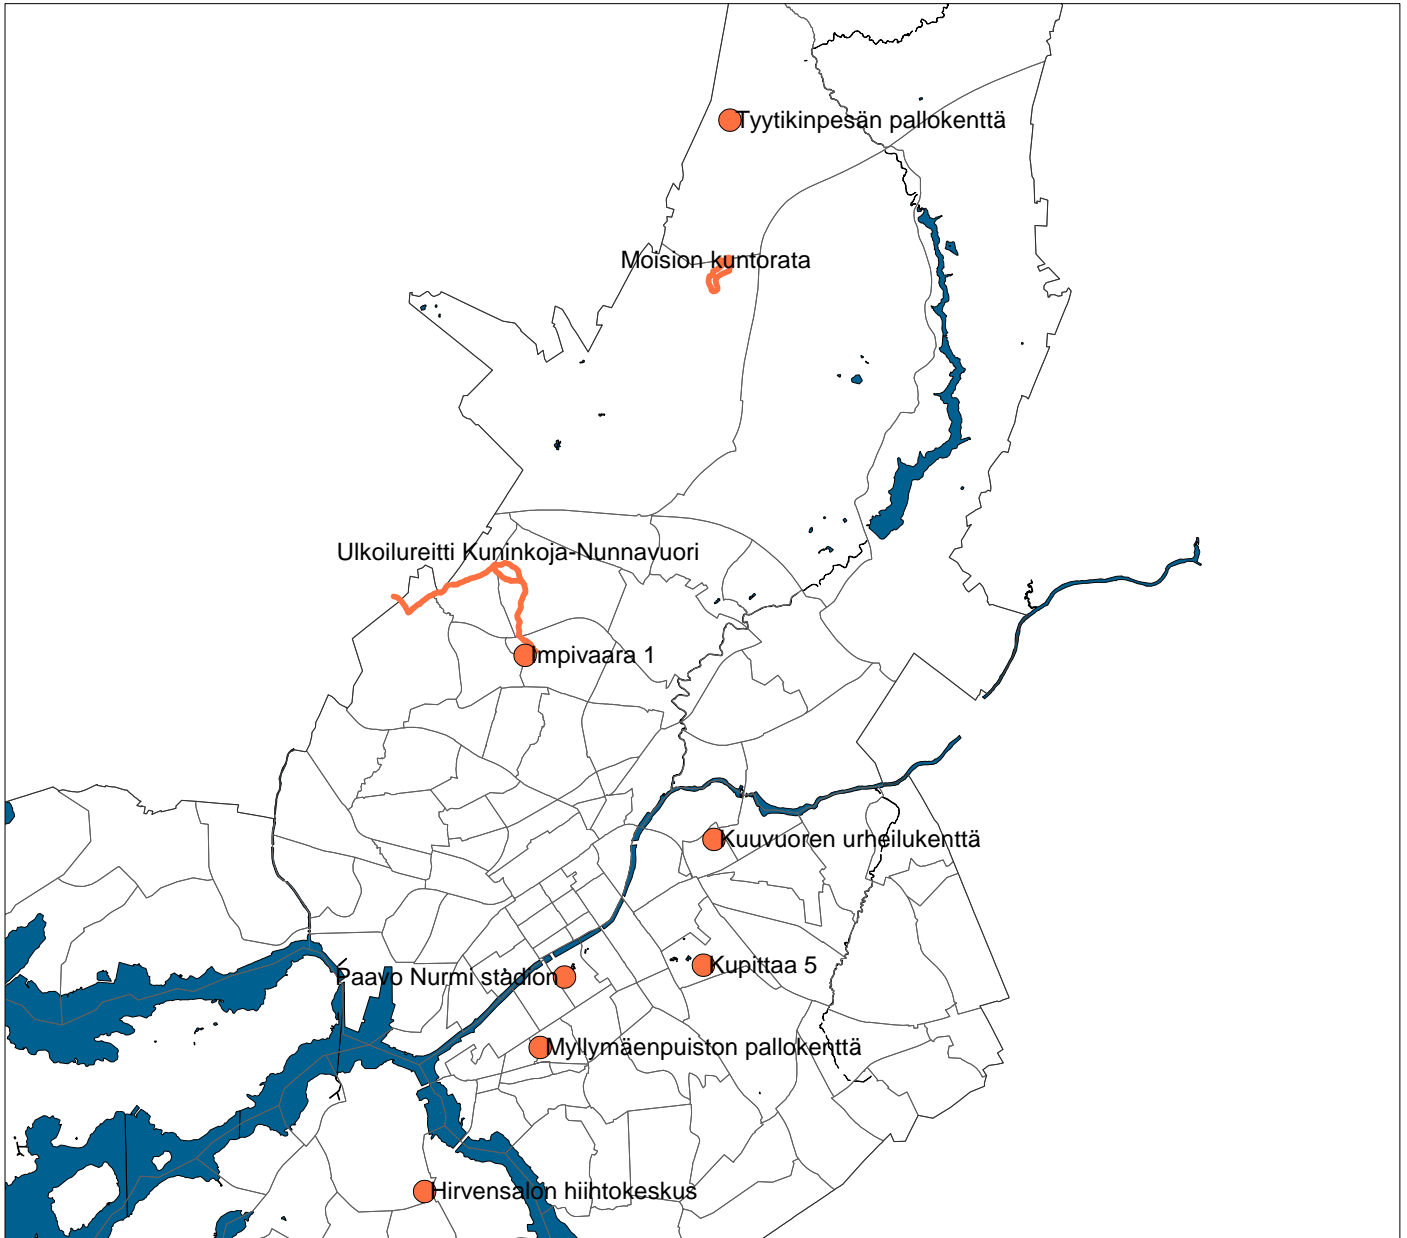 Tyytikinpesän pallokenttä
Moision kuntorata
Ulkoilureitti Kuninkoja-Nunnavuori
Impivaara 1
Kuuvuoren urheilukenttä
Kupittaa 5
Paavo Nurmi stadion
Myllymäenpuiston pallokenttä
Hirvensalon hiihtokeskus